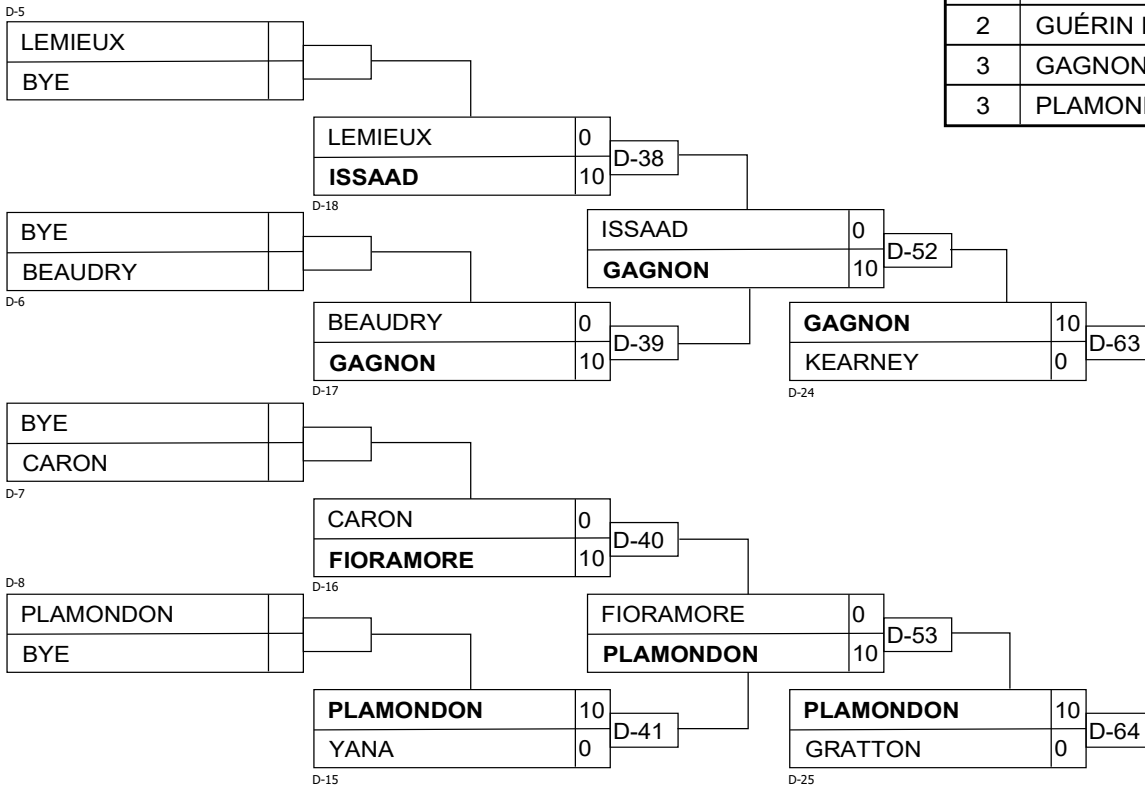 D-5
LEMIEUX
BYE
2 GUÉRIN
3 GAGNON
3
LEMIEUX 0
ISSAAD 10
D-38
D-18
BYE
BEAUDRY
D-6
ISSAAD 0
GAGNON 10
D-52
BEAUDRY 0
GAGNON 10
D-39
D-17
GAGNON 10
KEARNEY 0
D-63
D-24
BYE
CARON
D-7
CARON 0
FIORAMORE 10
D-40
D-16
D-8
PLAMONDON
BYE
FIORAMORE 0
PLAMONDON 10
D-53
PLAMONDON 10
YANA 0
D-41
D-15
PLAMONDON 10
GRATTON 0
D-64
D-25